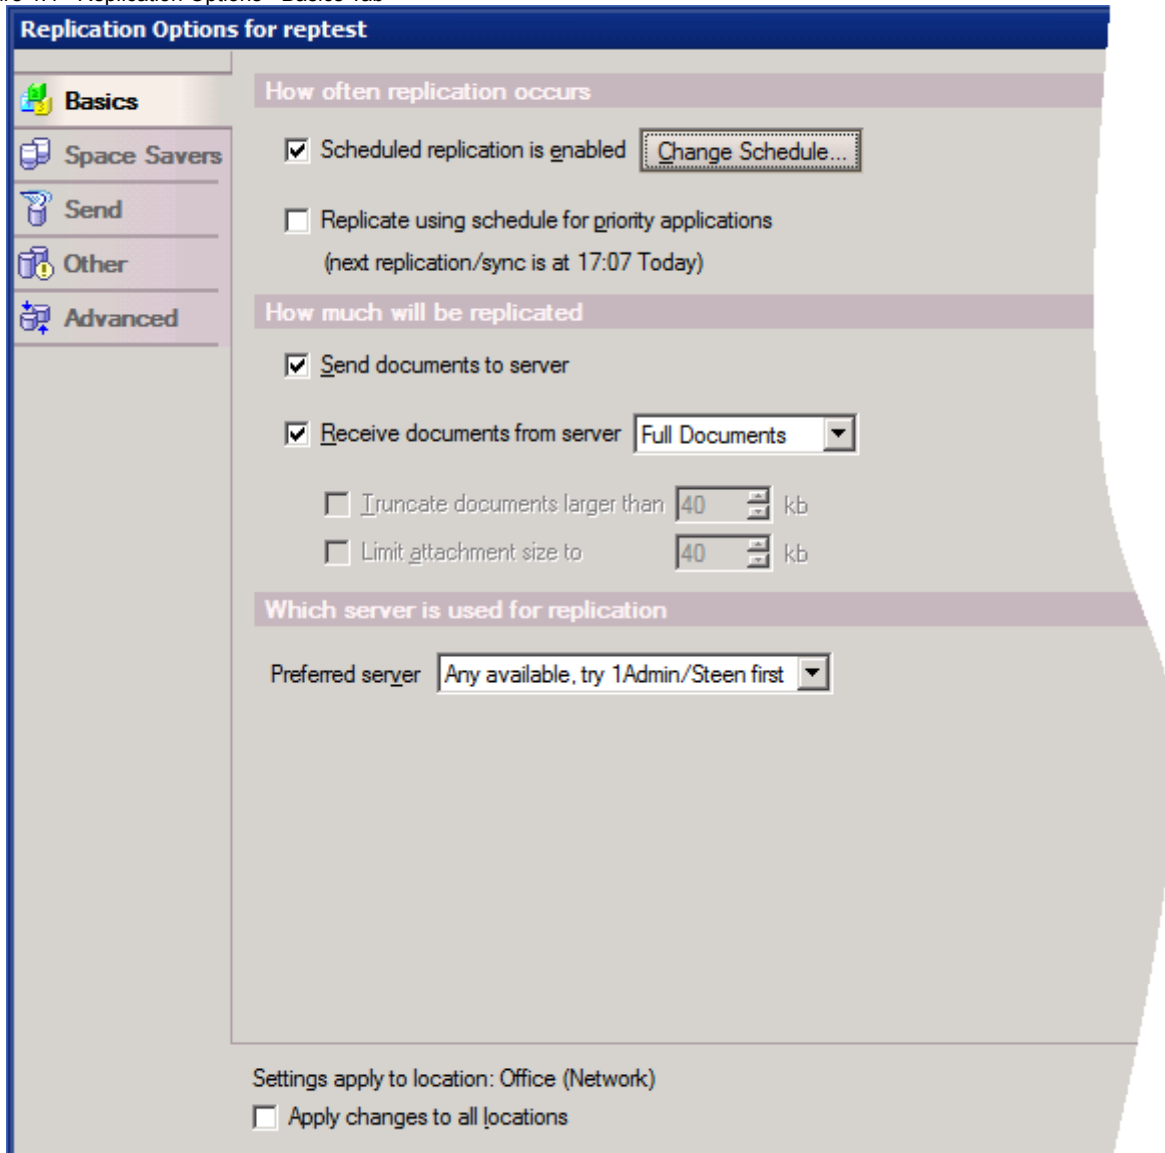 Replication Options - Basics Tab
Replication Options for reptest
Basics
Space Savers
Send
Other
Advanced
How often replication occurs
Scheduled replication is enabled Change Schedule...
Replicate using schedule for priority applications
(next replication/sync is at 17:07 Today)
How much will be replicated
Send documents to server
Receive documents from server Full Documents
Truncate documents larger than 40 kb
Limit attachment size to 40 kb
Which server is used for replication
Preferred server Any available, try 1Admin/Steen first
Settings apply to location: Office (Network)
Apply changes to all locations